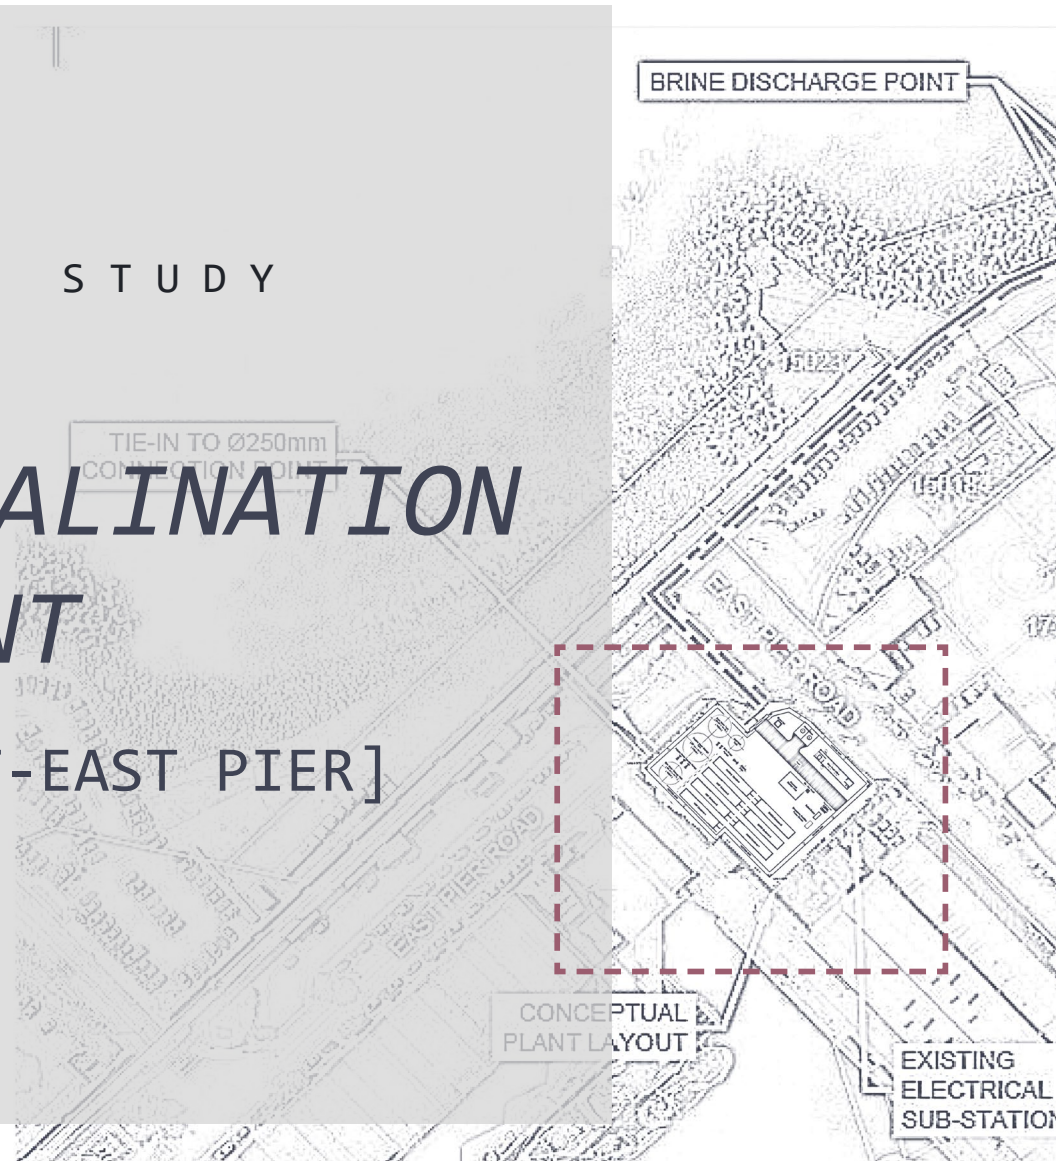 BRINE DISCHARGE POINT
STUDY
TIE-IN TO Ø250mm
CONNECTION POINT
ALINATION
NT
-EAST PIER]
EAST PIER ROAD
EAST PIER ROAD
CONCEPTUAL
PLANT LAYOUT
EXISTING
ELECTRICAL
SUB-STATION